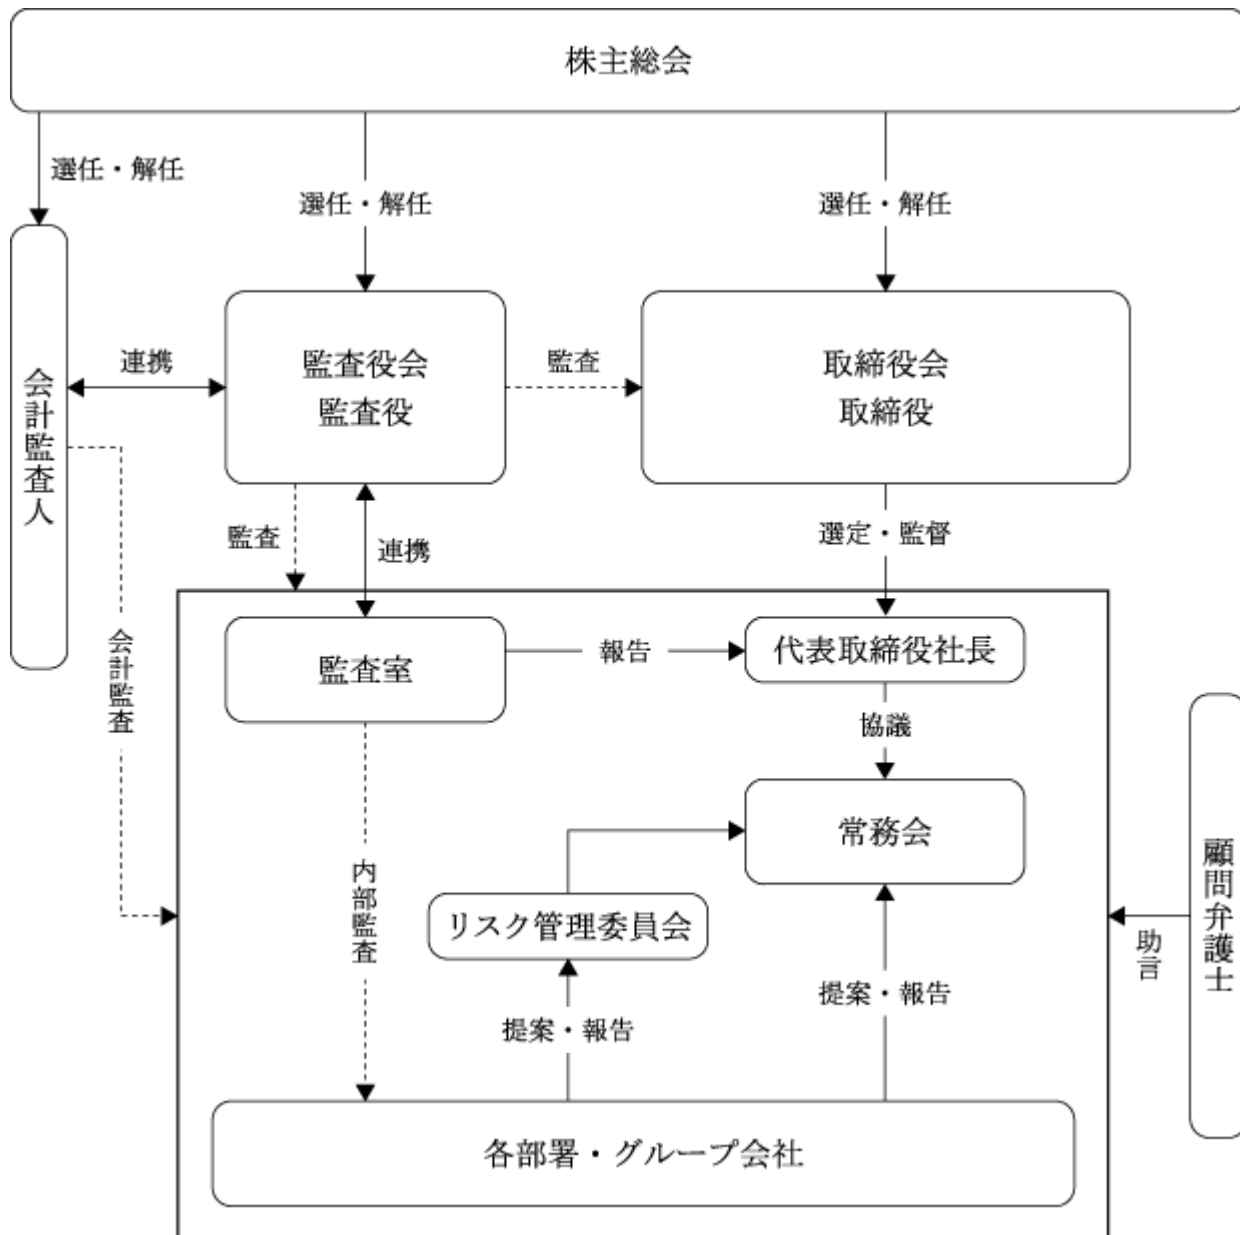 株主総会
選任・解任
選任・解任
選任・解任
会計監査人
連携
監査役会
監査役
監査
取締役会
取締役
監査
連携
選定・監督
会計監査
監査室
報告
代表取締役社長
協議
常務会
顧問弁護士
内部監査
リスク管理委員会
助言
提案・報告
提案・報告
各部署・グループ会社